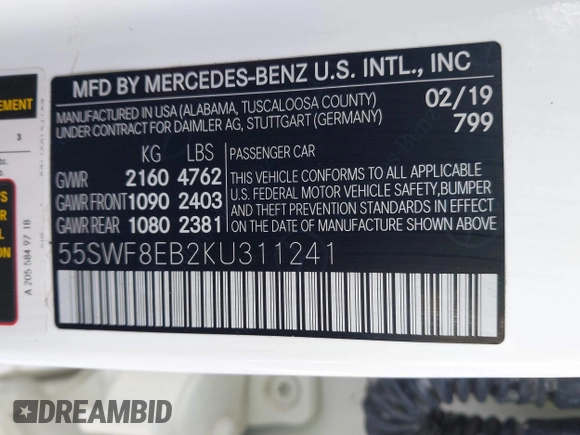 MFD BY MERCEDES-BENZ U.S. INTL., INC
MANUFACTURED IN USA (ALABAMA, TUSCALOOSA COUNTY)
UNDER CONTRACT FOR DAIMLER AG, STUTTGART (GERMANY)
02/19
799
KG LBS
GVWR 2160 4762
GAWR FRONT 1090 2403
GAWR REAR 1080 2381
PASSENGER CAR
THIS VEHICLE CONFORMS TO ALL APPLICABLE
U.S. FEDERAL MOTOR VEHICLE SAFETY, BUMPER
AND THEFT PREVENTION STANDARDS IN EFFECT
ON THE DATE OF MANUFACTURE SHOWN ABOVE.
55SWF8EB2KU311241
EMENT
3
A 205 584 97 18
DREAMBID